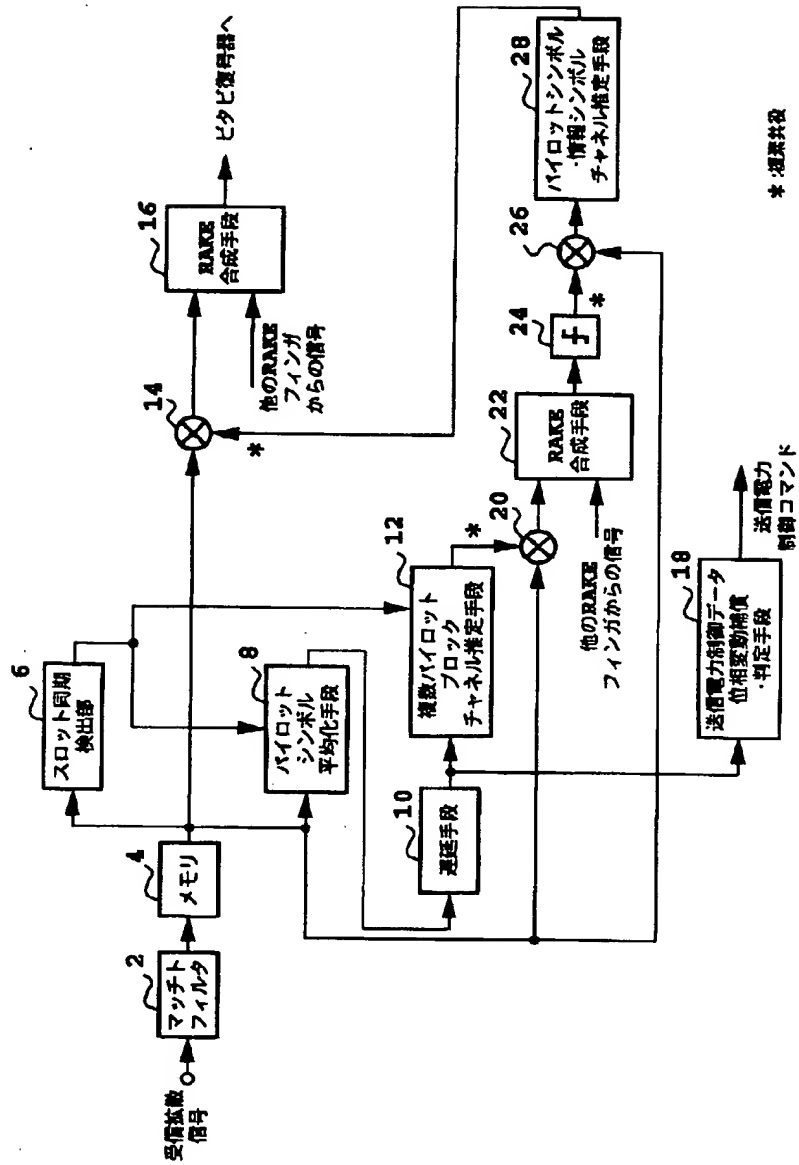 受信拡散
信号
2
マッチト
フィルタ
4
メモリ
6
スロット同期
検出部
8
パイロット
シンボル
平均化手段
10
遅延手段
12
複数パイロット
ブロック
チャネル推定手段
*
14
*
16
RAKE
合成手段
ビタビ復号器へ
他のRAKE
フィンガ
からの信号
18
送信電力制御データ
位相変動補償
・判定手段
送信電力
制御コマンド
20
22
RAKE
合成手段
他のRAKE
フィンガからの信号
24
*
26
28
パイロットシンボル
・情報シンボル
チャネル推定手段
*:複素共役